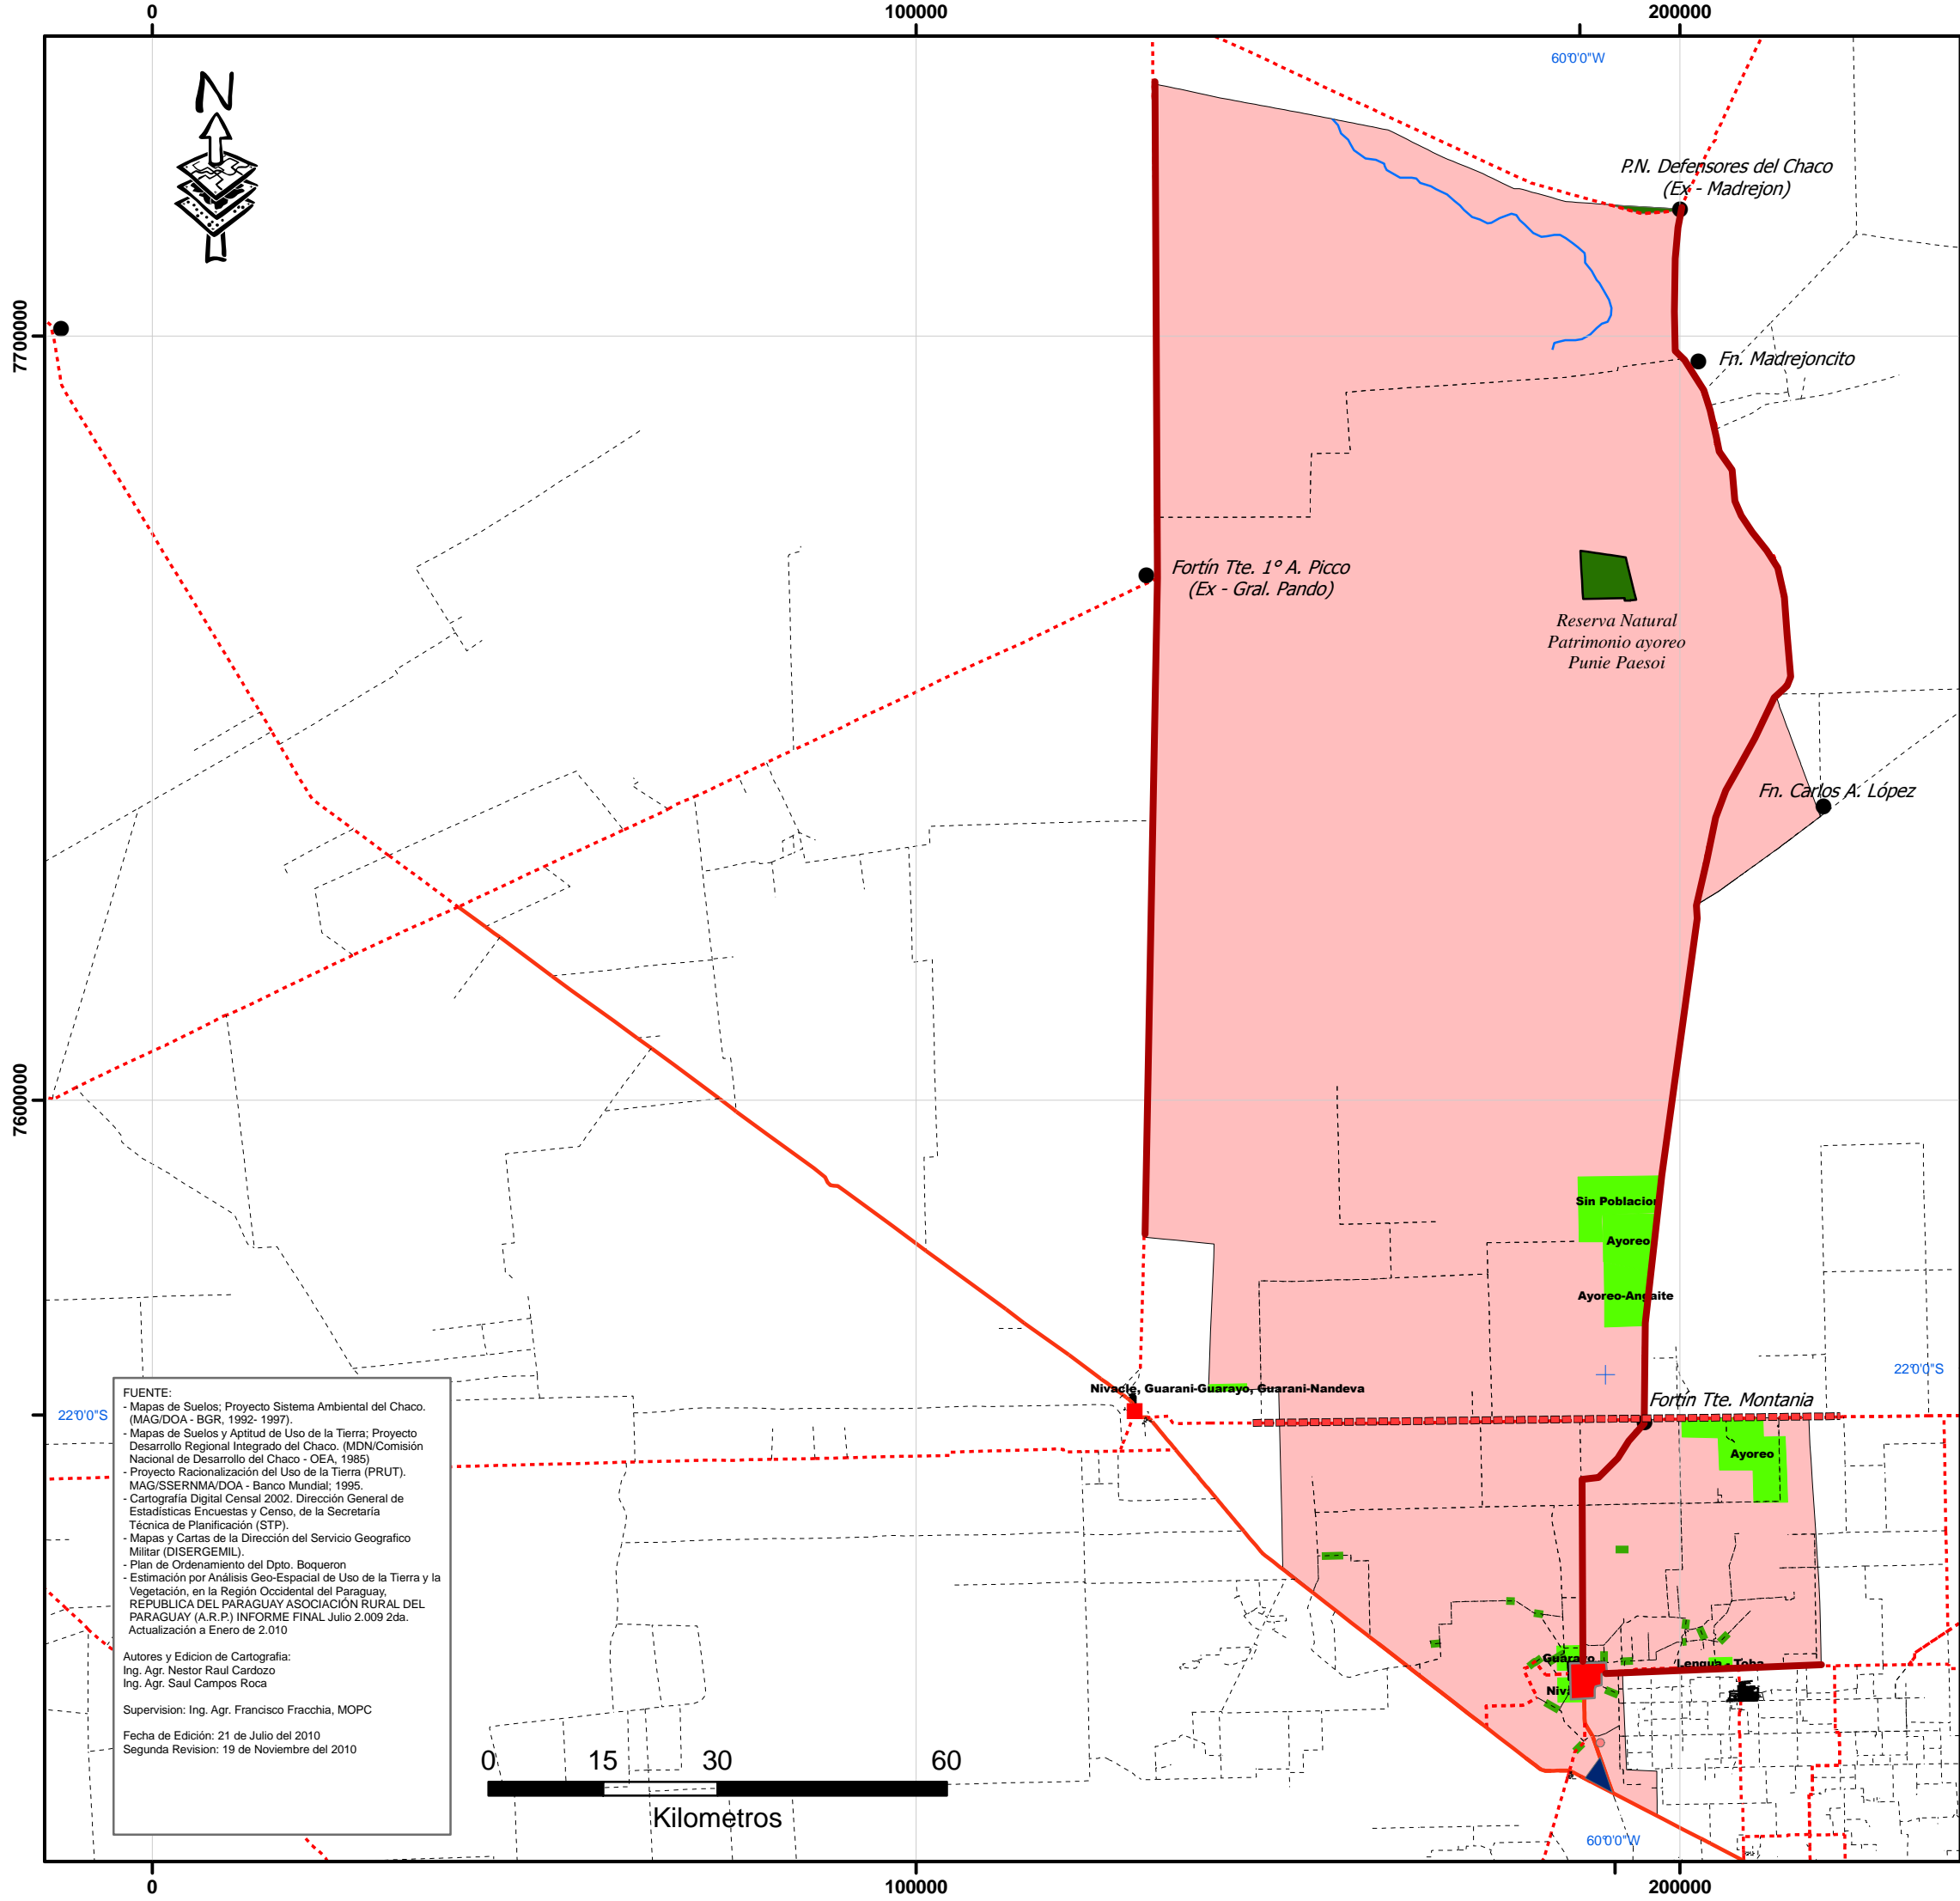 0
100000
200000
60°0'0"W
N
P.N. Defensores del Chaco
(Ex - Madrejon)
7700000
Fn. Madrejoncito
Fortín Tte. 1° A. Picco
(Ex - Gral. Pando)
Reserva Natural
Patrimonio ayoreo
Punie Paesoi
Fn. Carlos A. López
7600000
Sin Poblacion
Ayoreo
Ayoreo-Angaite
22°0'0"S
Nivacle, Guarani-Guarayo, Guarani-Nandeva
Fortín Tte. Montania
22°0'0"S
Ayoreo
FUENTE:
- Mapas de Suelos; Proyecto Sistema Ambiental del Chaco.
(MAG/DOA - BGR, 1992- 1997).
- Mapas de Suelos y Aptitud de Uso de la Tierra; Proyecto
Desarrollo Regional Integrado del Chaco. (MDN/Comisión
Nacional de Desarrollo del Chaco - OEA, 1985)
- Proyecto Racionalización del Uso de la Tierra (PRUT).
MAG/SSERNMA/DOA - Banco Mundial; 1995.
- Cartografía Digital Censal 2002. Dirección General de
Estadísticas Encuestas y Censo, de la Secretaría
Técnica de Planificación (STP).
- Mapas y Cartas de la Dirección del Servicio Geografico
Militar (DISERGEMIL).
- Plan de Ordenamiento del Dpto. Boqueron
- Estimación por Análisis Geo-Espacial de Uso de la Tierra y la
Vegetación, en la Región Occidental del Paraguay,
REPUBLICA DEL PARAGUAY ASOCIACIÓN RURAL DEL
PARAGUAY (A.R.P.) INFORME FINAL Julio 2.009 2da.
Actualización a Enero de 2.010
Autores y Edicion de Cartografia:
Ing. Agr. Nestor Raul Cardozo
Ing. Agr. Saul Campos Roca
Supervision: Ing. Agr. Francisco Fracchia, MOPC
Fecha de Edición: 21 de Julio del 2010
Segunda Revision: 19 de Noviembre del 2010
Guarayo
Lengua - Toba
0 15 30 60
Kilometros
60°0'0"W
0
100000
200000